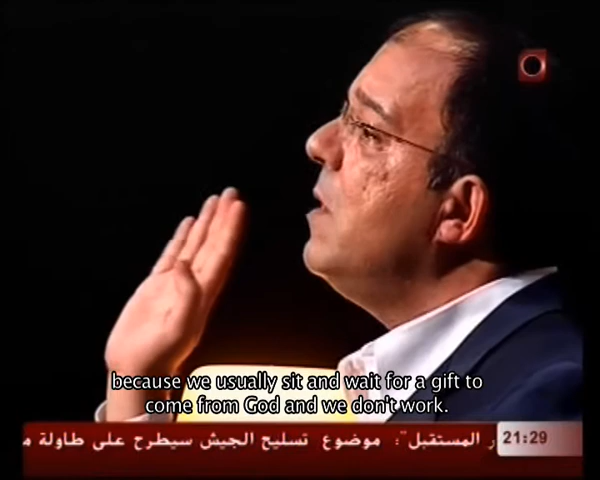 because we usually sit and wait for a gift to
come from God and we don't work.
ر المستقبل": موضوع تسليح الجيش سيطرح على طاولة
21:29